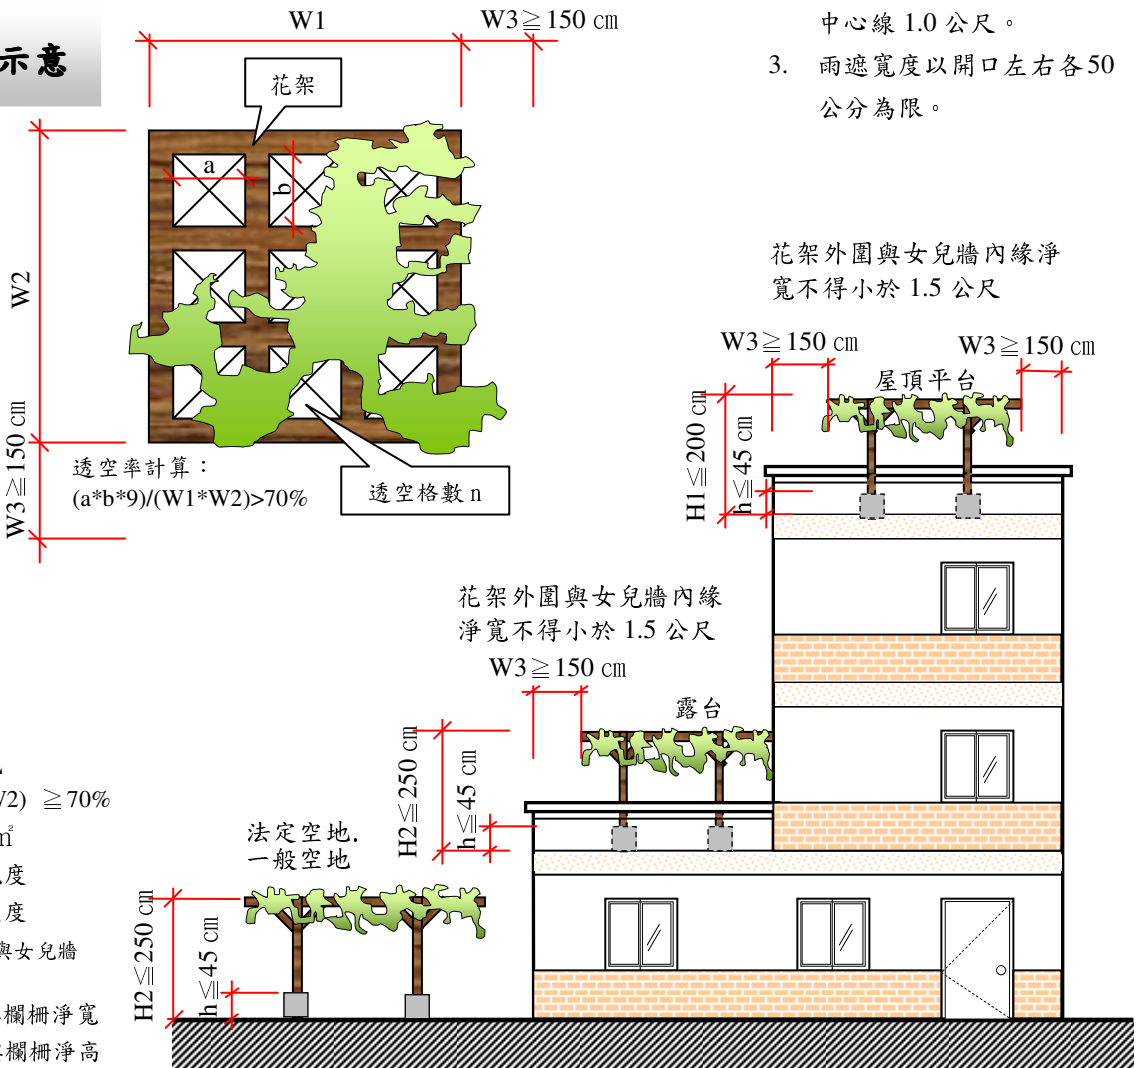 示意
W1
W3≧150 ㎝
中心線 1.0 公尺。
3. 雨遮寬度以開口左右各50
公分為限。
花架
a
b
W2
W3≧150 ㎝
透空率計算：
(a*b*9)/(W1*W2)>70%
透空格數 n
花架外圍與女兒牆內緣淨
寬不得小於 1.5 公尺
W3≧150 ㎝
W3≧150 ㎝
屋頂平台
H1≦200 ㎝
h≦45 ㎝
花架外圍與女兒牆內緣
淨寬不得小於 1.5 公尺
W3≧150 ㎝
露台
H2≦250 ㎝
h≦45 ㎝
法定空地.
一般空地
H2≦250 ㎝
h≦45 ㎝
W2) ≧70%
㎡
度
度
與女兒牆
欄柵淨寬
欄柵淨高